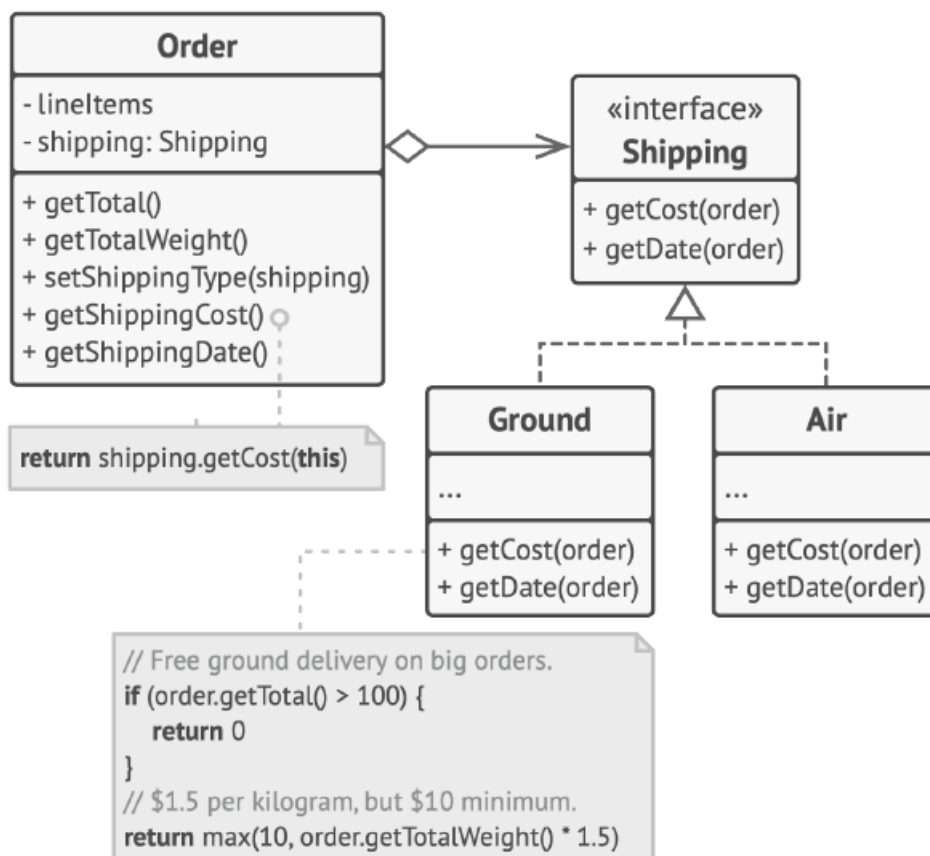 Order
- lineItems
- shipping: Shipping
+ getTotal()
+ getTotalWeight()
+ setShippingType(shipping)
+ getShippingCost()
+ getShippingDate()
return shipping.getCost(this)
«interface»
Shipping
+ getCost(order)
+ getDate(order)
Ground
...
+ getCost(order)
+ getDate(order)
Air
...
+ getCost(order)
+ getDate(order)
// Free ground delivery on big orders.
if (order.getTotal() > 100) {
return 0
}
// $1.5 per kilogram, but $10 minimum.
return max(10, order.getTotalWeight() * 1.5)